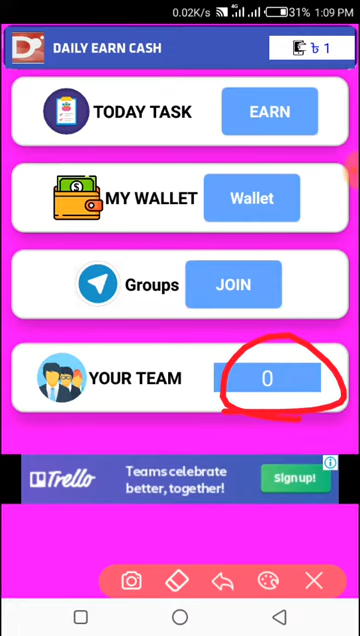 0.02K/s 4G 31% 1:09 PM
DAILY EARN CASH
৳ 1
TODAY TASK
EARN
MY WALLET
Wallet
Groups
JOIN
YOUR TEAM
0
Trello
Teams celebrate
better, together!
Sign up!